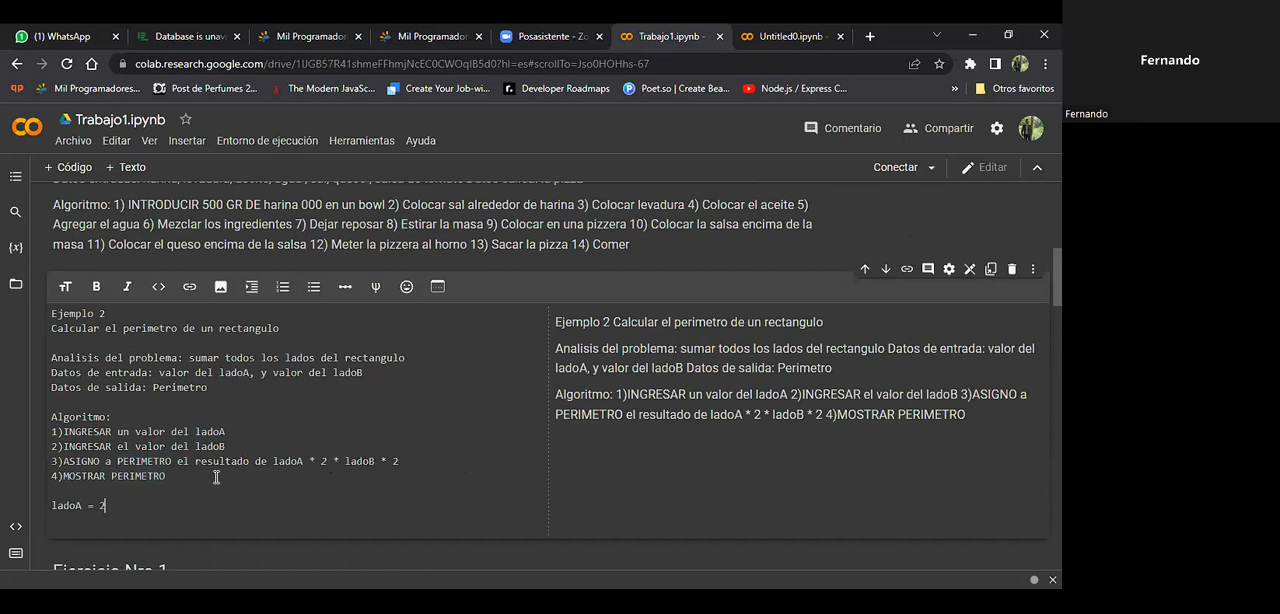 WhatsApp
Database is unav
Mil Programador
Mil Programador
Posasistente - Zo
Trabajo1.ipynb -
Untitled0.ipynb -
colab.research.google.com/drive/1IJGB57R41shmeFFhmjNcEC0CWOqIB5d0?hl=es#scrollTo=Jso0HOHhs-67
Mil Programadores...
Post de Perfumes 2...
The Modern JavaSc...
Create Your Job-wi...
Developer Roadmaps
Poet.so | Create Bea...
Node.js / Express C...
»
Otros favoritos
Trabajo1.ipynb
Archivo Editar Ver Insertar Entorno de ejecución Herramientas Ayuda
Comentario
Compartir
+ Código + Texto
Conectar
Editar
Algoritmo: 1) INTRODUCIR 500 GR DE harina 000 en un bowl 2) Colocar sal alrededor de harina 3) Colocar levadura 4) Colocar el aceite 5)
Agregar el agua 6) Mezclar los ingredientes 7) Dejar reposar 8) Estirar la masa 9) Colocar en una pizzera 10) Colocar la salsa encima de la
masa 11) Colocar el queso encima de la salsa 12) Meter la pizzera al horno 13) Sacar la pizza 14) Comer
Ejemplo 2
Calcular el perimetro de un rectangulo
Analisis del problema: sumar todos los lados del rectangulo
Datos de entrada: valor del ladoA, y valor del ladoB
Datos de salida: Perimetro
Algoritmo:
1)INGRESAR un valor del ladoA
2)INGRESAR el valor del ladoB
3)ASIGNO a PERIMETRO el resultado de ladoA * 2 * ladoB * 2
4)MOSTRAR PERIMETRO
ladoA = 2
Ejemplo 2 Calcular el perimetro de un rectangulo
Analisis del problema: sumar todos los lados del rectangulo Datos de entrada: valor del
ladoA, y valor del ladoB Datos de salida: Perimetro
Algoritmo: 1)INGRESAR un valor del ladoA 2)INGRESAR el valor del ladoB 3)ASIGNO a
PERIMETRO el resultado de ladoA * 2 * ladoB * 2 4)MOSTRAR PERIMETRO
Ejercicio Nro 1
Fernando
Fernando